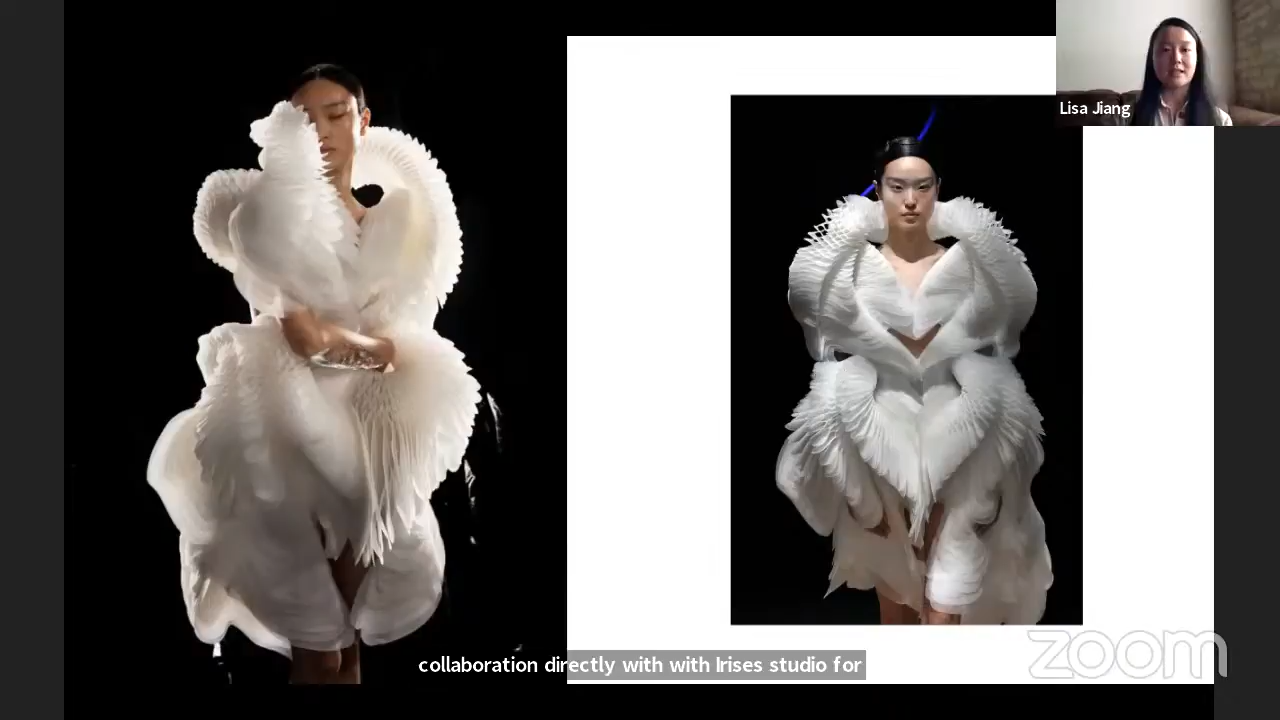 Lisa Jiang
collaboration directly with with Irises studio for
zoom